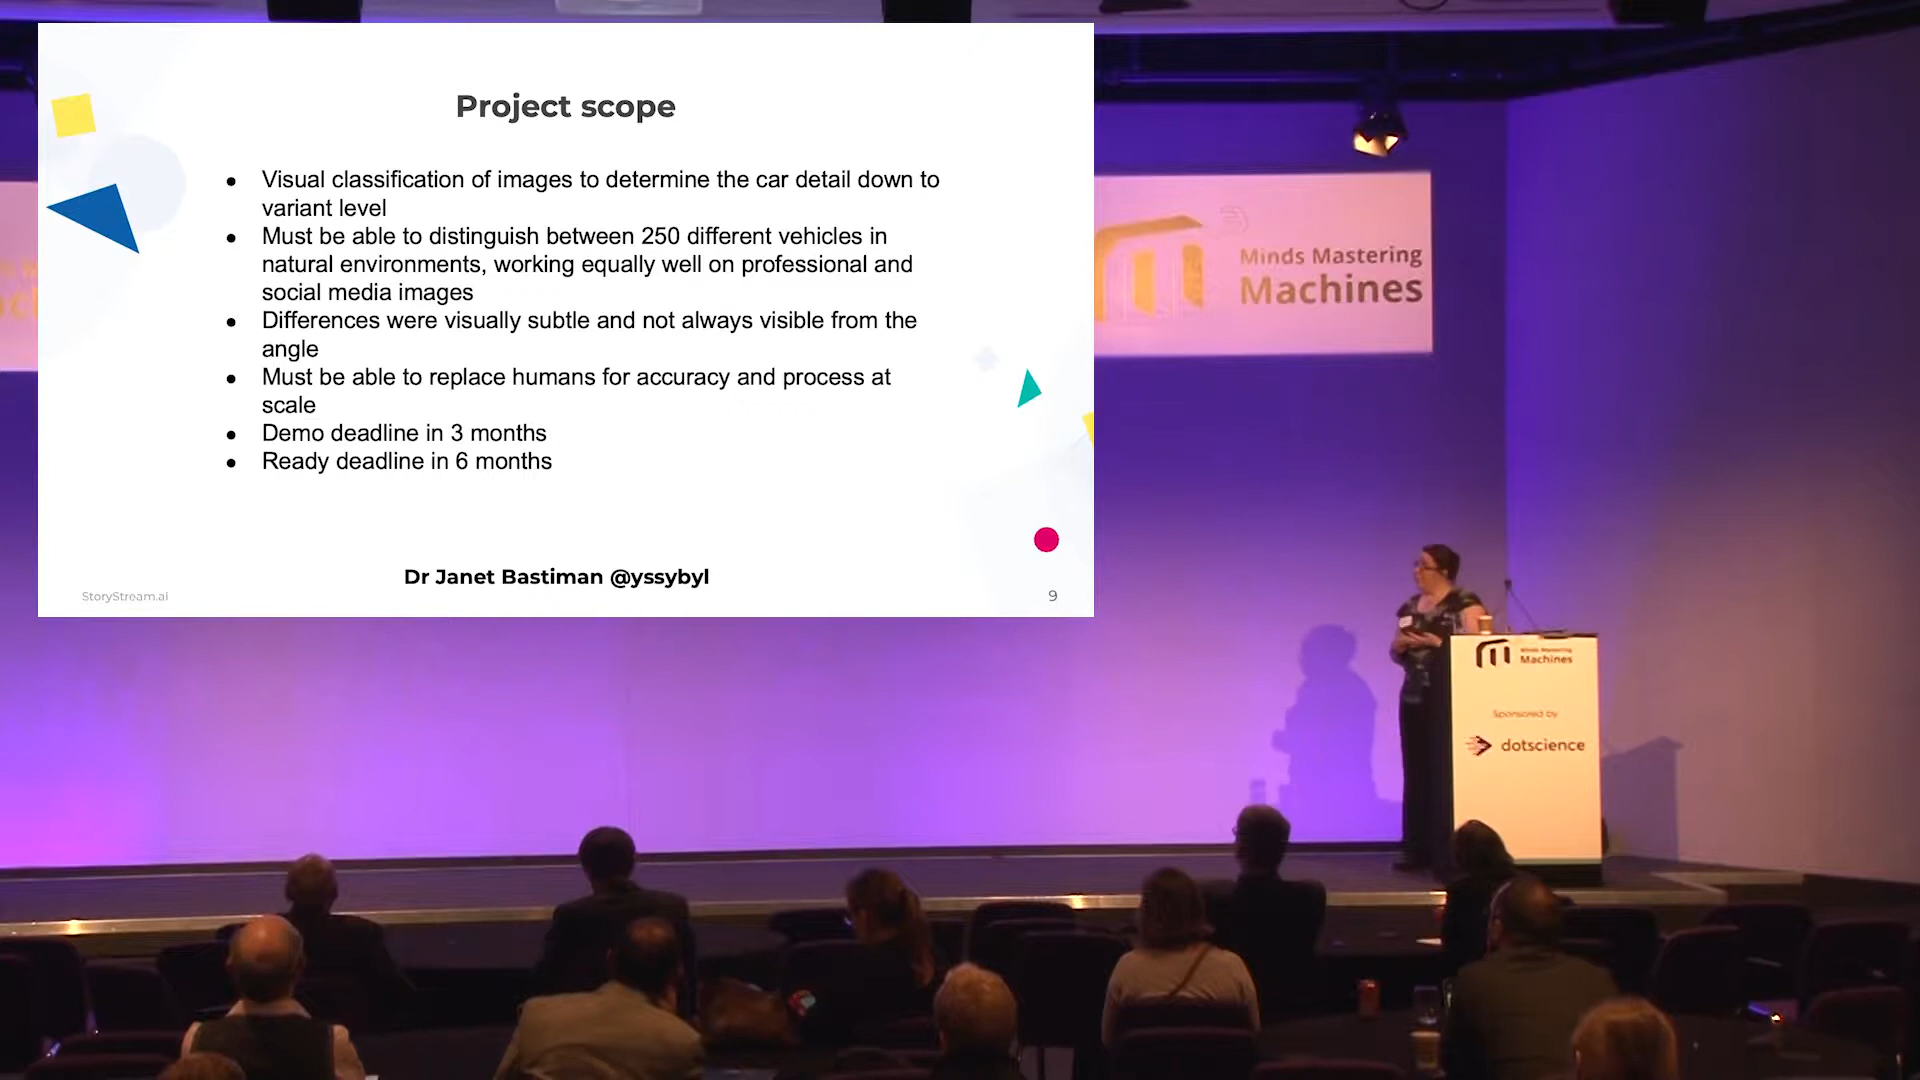 Project scope
● Visual classification of images to determine the car detail down to
variant level
● Must be able to distinguish between 250 different vehicles in
natural environments, working equally well on professional and
social media images
● Differences were visually subtle and not always visible from the
angle
● Must be able to replace humans for accuracy and process at
scale
● Demo deadline in 3 months
● Ready deadline in 6 months
Dr Janet Bastiman @yssybyl
StoryStream.ai
9
Minds Mastering
Machines
Minds Mastering
Machines
Sponsored by
dotscience